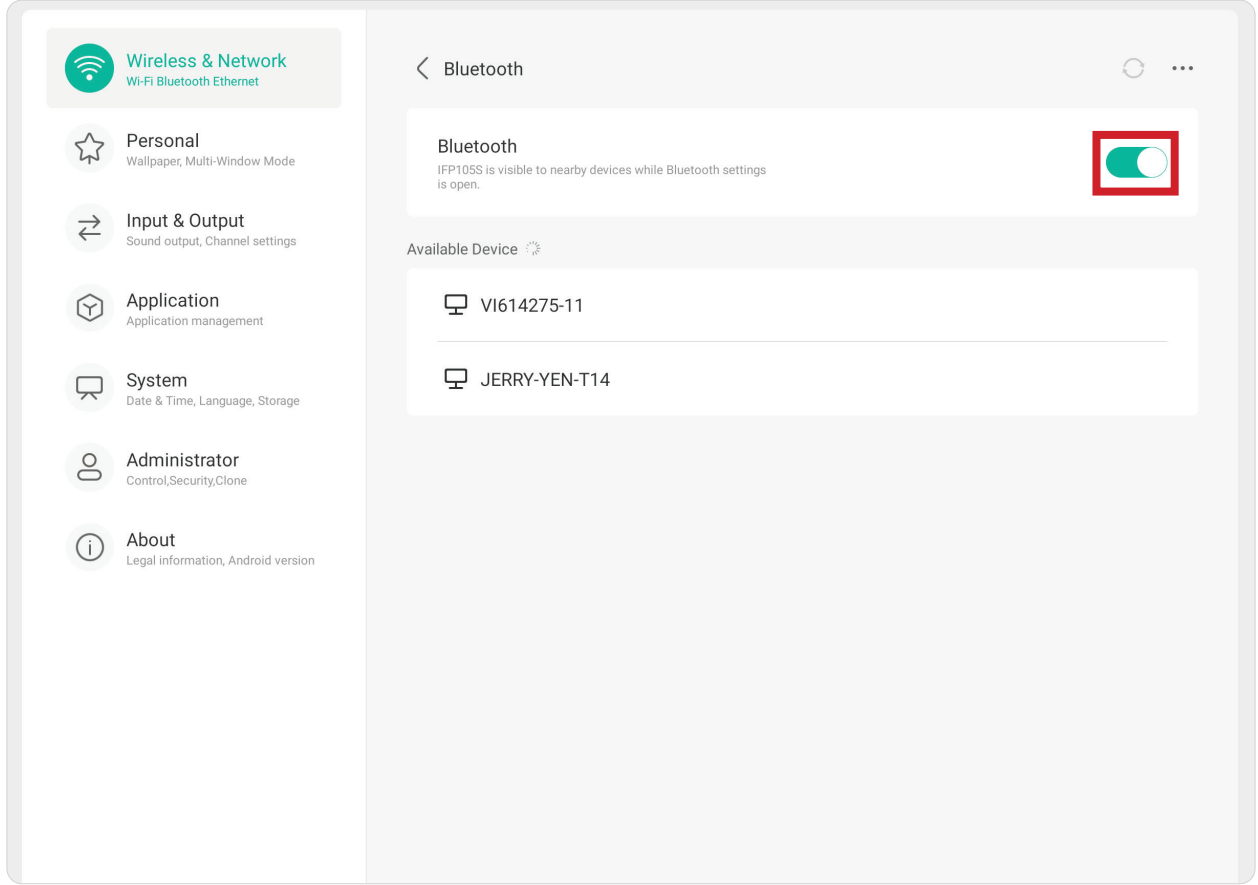 Wireless & Network
Wi-Fi Bluetooth Ethernet
Personal
Wallpaper, Multi-Window Mode
Input & Output
Sound output, Channel settings
Application
Application management
System
Date & Time, Language, Storage
Administrator
Control,Security,Clone
About
Legal information, Android version
Bluetooth
Bluetooth
IFP105S is visible to nearby devices while Bluetooth settings
is open.
Available Device
VI614275-11
JERRY-YEN-T14